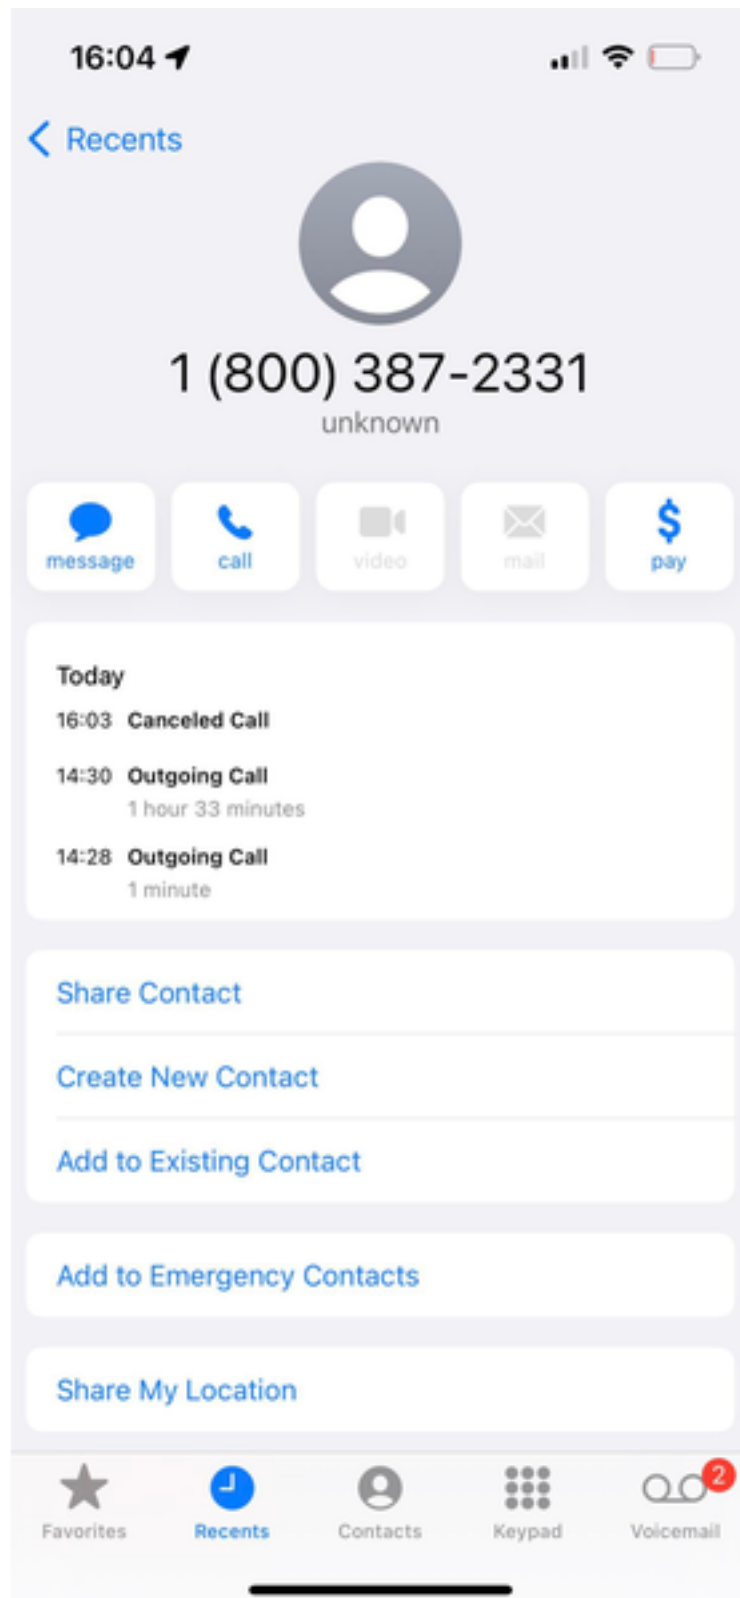 16:04
Recents
1 (800) 387-2331
unknown
message call video mail pay
Today
16:03 Canceled Call
14:30 Outgoing Call
1 hour 33 minutes
14:28 Outgoing Call
1 minute
Share Contact
Create New Contact
Add to Existing Contact
Add to Emergency Contacts
Share My Location
2
Favorites Recents Contacts Keypad Voicemail